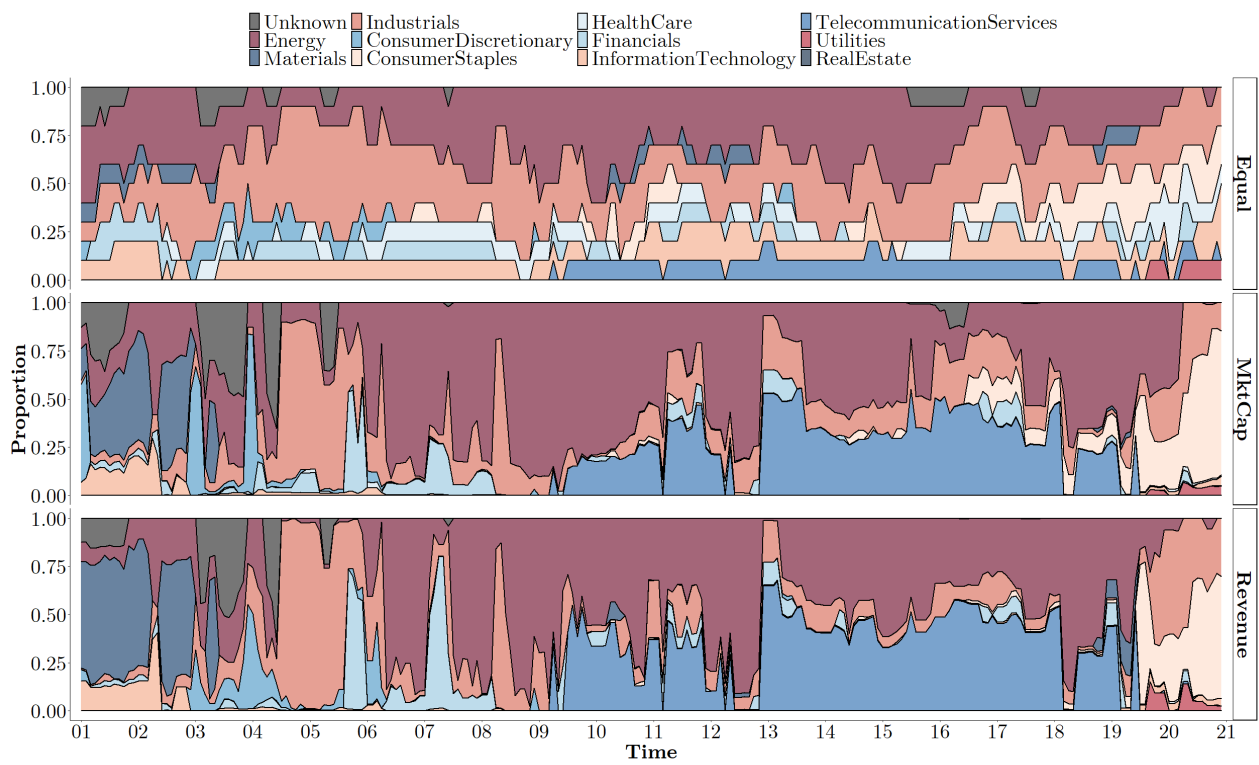 Unknown Industrials HealthCare TelecommunicationServices
Energy ConsumerDiscretionary Financials Utilities
Materials ConsumerStaples InformationTechnology RealEstate
1.00
0.75
0.50
0.25
0.00
Equal
1.00
0.75
0.50
0.25
0.00
MktCap
Proportion
1.00
0.75
0.50
0.25
0.00
Revenue
01 02 03 04 05 06 07 08 09 10 11 12 13 14 15 16 17 18 19 20 21
Time